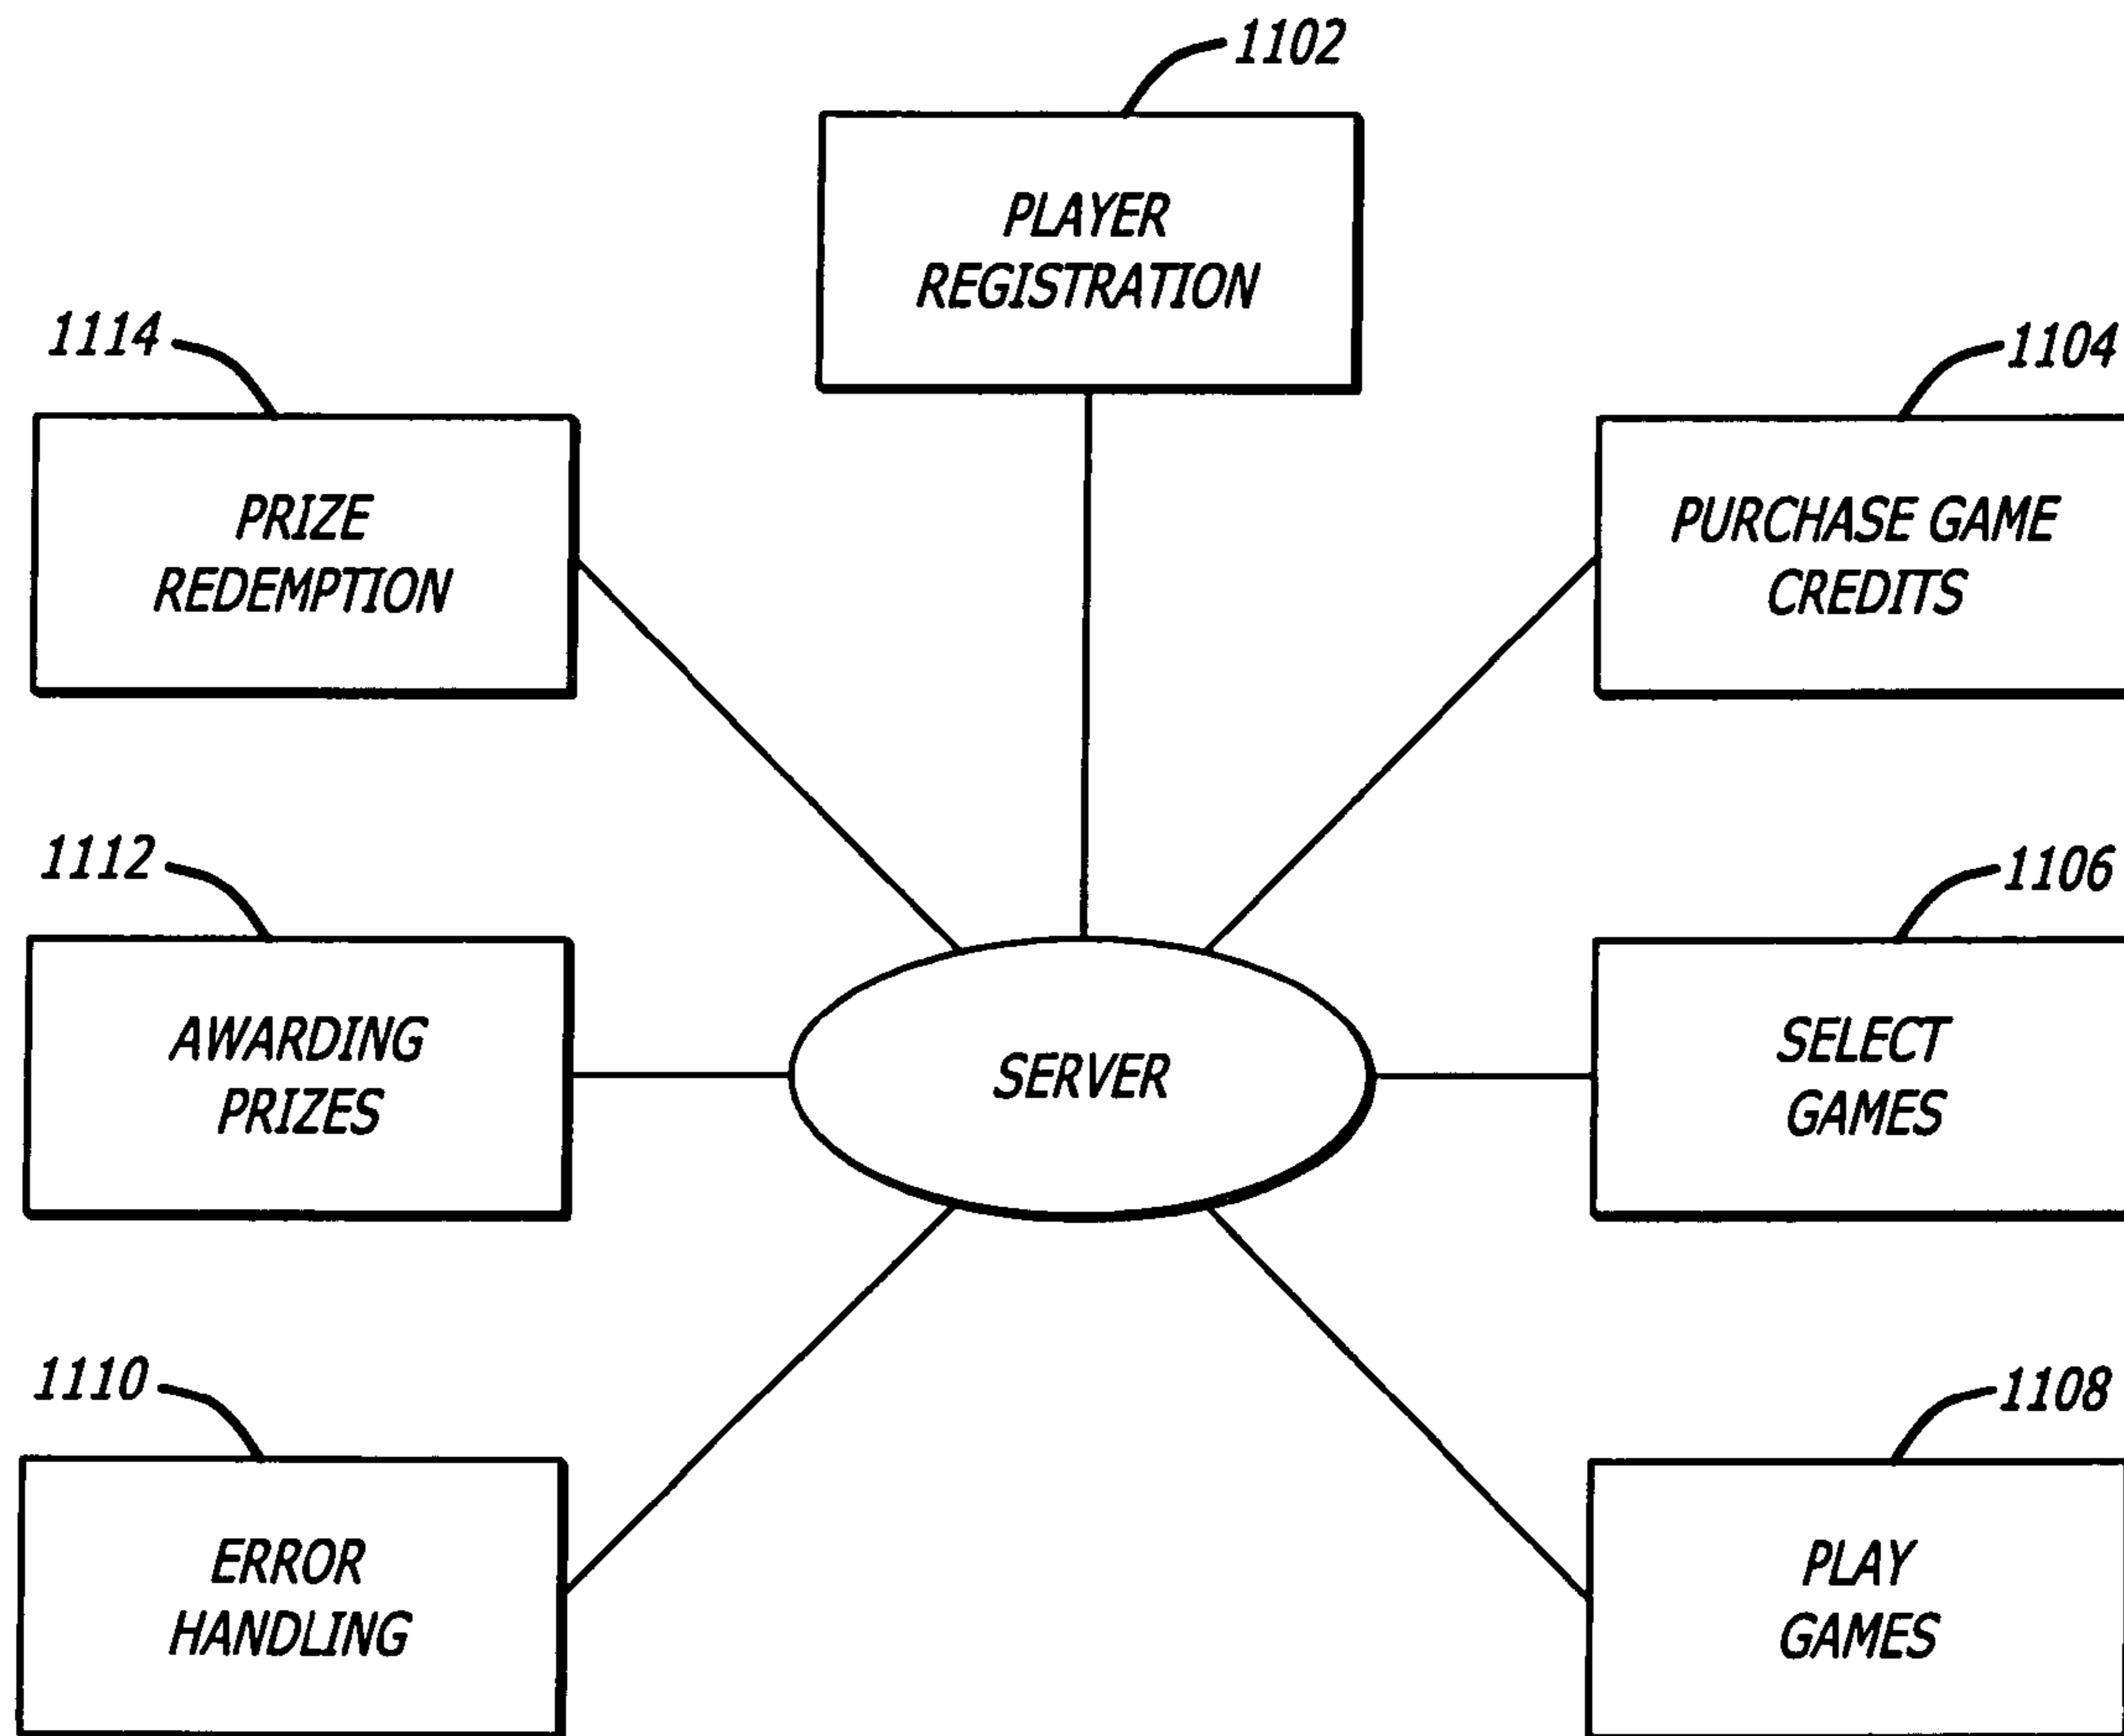 1102
PLAYER
REGISTRATION
1114
PRIZE
REDEMPTION
1104
PURCHASE GAME
CREDITS
1112
AWARDING
PRIZES
SERVER
1106
SELECT
GAMES
1110
ERROR
HANDLING
1108
PLAY
GAMES